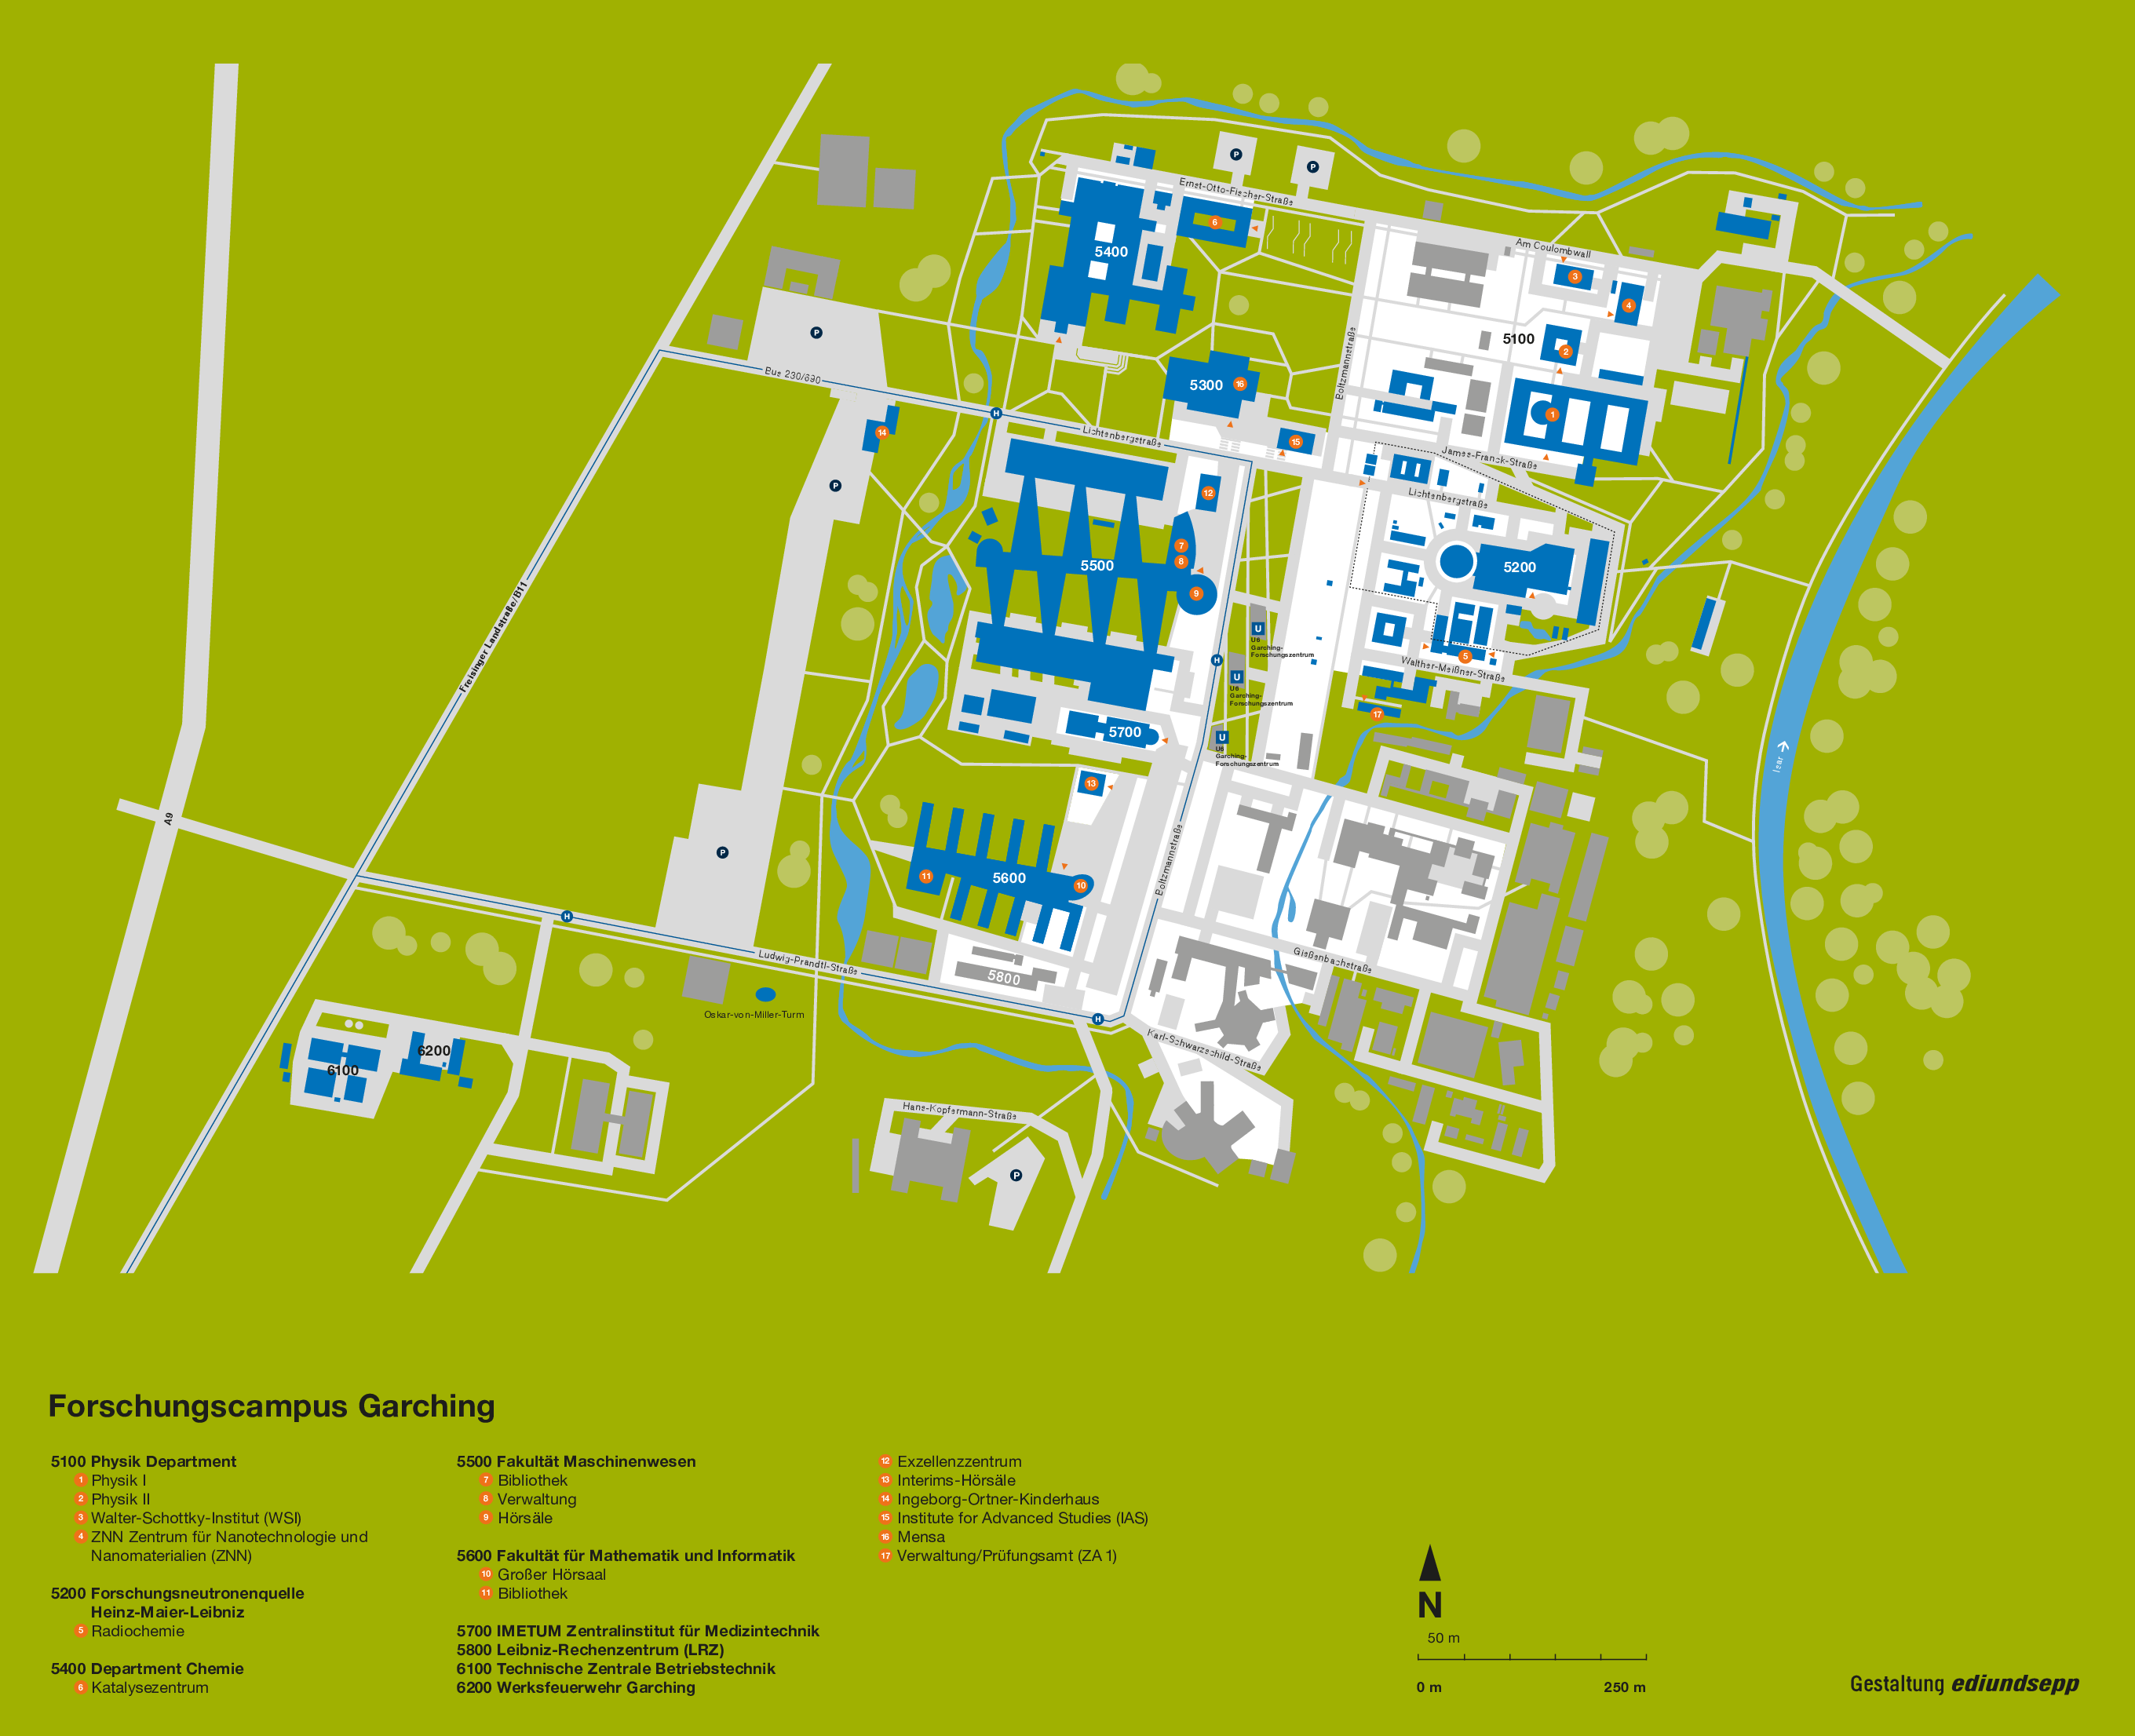 P
P
Ernst-Otto-Fischer-Straße
6
5400
Am Coulombwall
3
4
P
5100
2
Boltzmannstraße
Bus 230/690
5300
16
1
H
14
Lichtenbergstraße
15
James-Franck-Straße
P
12
Lichtenbergstraße
7
8
5500
5200
9
Freisinger Landstraße/B11
U
U6
Garching-
Forschungszentrum
H
5
Walther-Meißner-Straße
U
U6
Garching-
Forschungszentrum
17
5700
U
U6
Garching-
Forschungszentrum
Isar
13
A9
P
Boltzmannstraße
5600
11
10
H
Ludwig-Prandtl-Straße
Gießenbachstraße
5800
Oskar-von-Miller-Turm
H
Karl-Schwarzschild-Straße
6200
6100
Hans-Kopfermann-Straße
P
Forschungscampus Garching
5100 Physik Department
1 Physik I
2 Physik II
3 Walter-Schottky-Institut (WSI)
4 ZNN Zentrum für Nanotechnologie und
Nanomaterialien (ZNN)
5200 Forschungsneutronenquelle
Heinz-Maier-Leibniz
5 Radiochemie
5400 Department Chemie
6 Katalysezentrum
5500 Fakultät Maschinenwesen
7 Bibliothek
8 Verwaltung
9 Hörsäle
5600 Fakultät für Mathematik und Informatik
10 Großer Hörsaal
11 Bibliothek
5700 IMETUM Zentralinstitut für Medizintechnik
5800 Leibniz-Rechenzentrum (LRZ)
6100 Technische Zentrale Betriebstechnik
6200 Werksfeuerwehr Garching
12 Exzellenzzentrum
13 Interims-Hörsäle
14 Ingeborg-Ortner-Kinderhaus
15 Institute for Advanced Studies (IAS)
16 Mensa
17 Verwaltung/Prüfungsamt (ZA 1)
N
50 m
0 m 250 m
Gestaltung ediundsepp